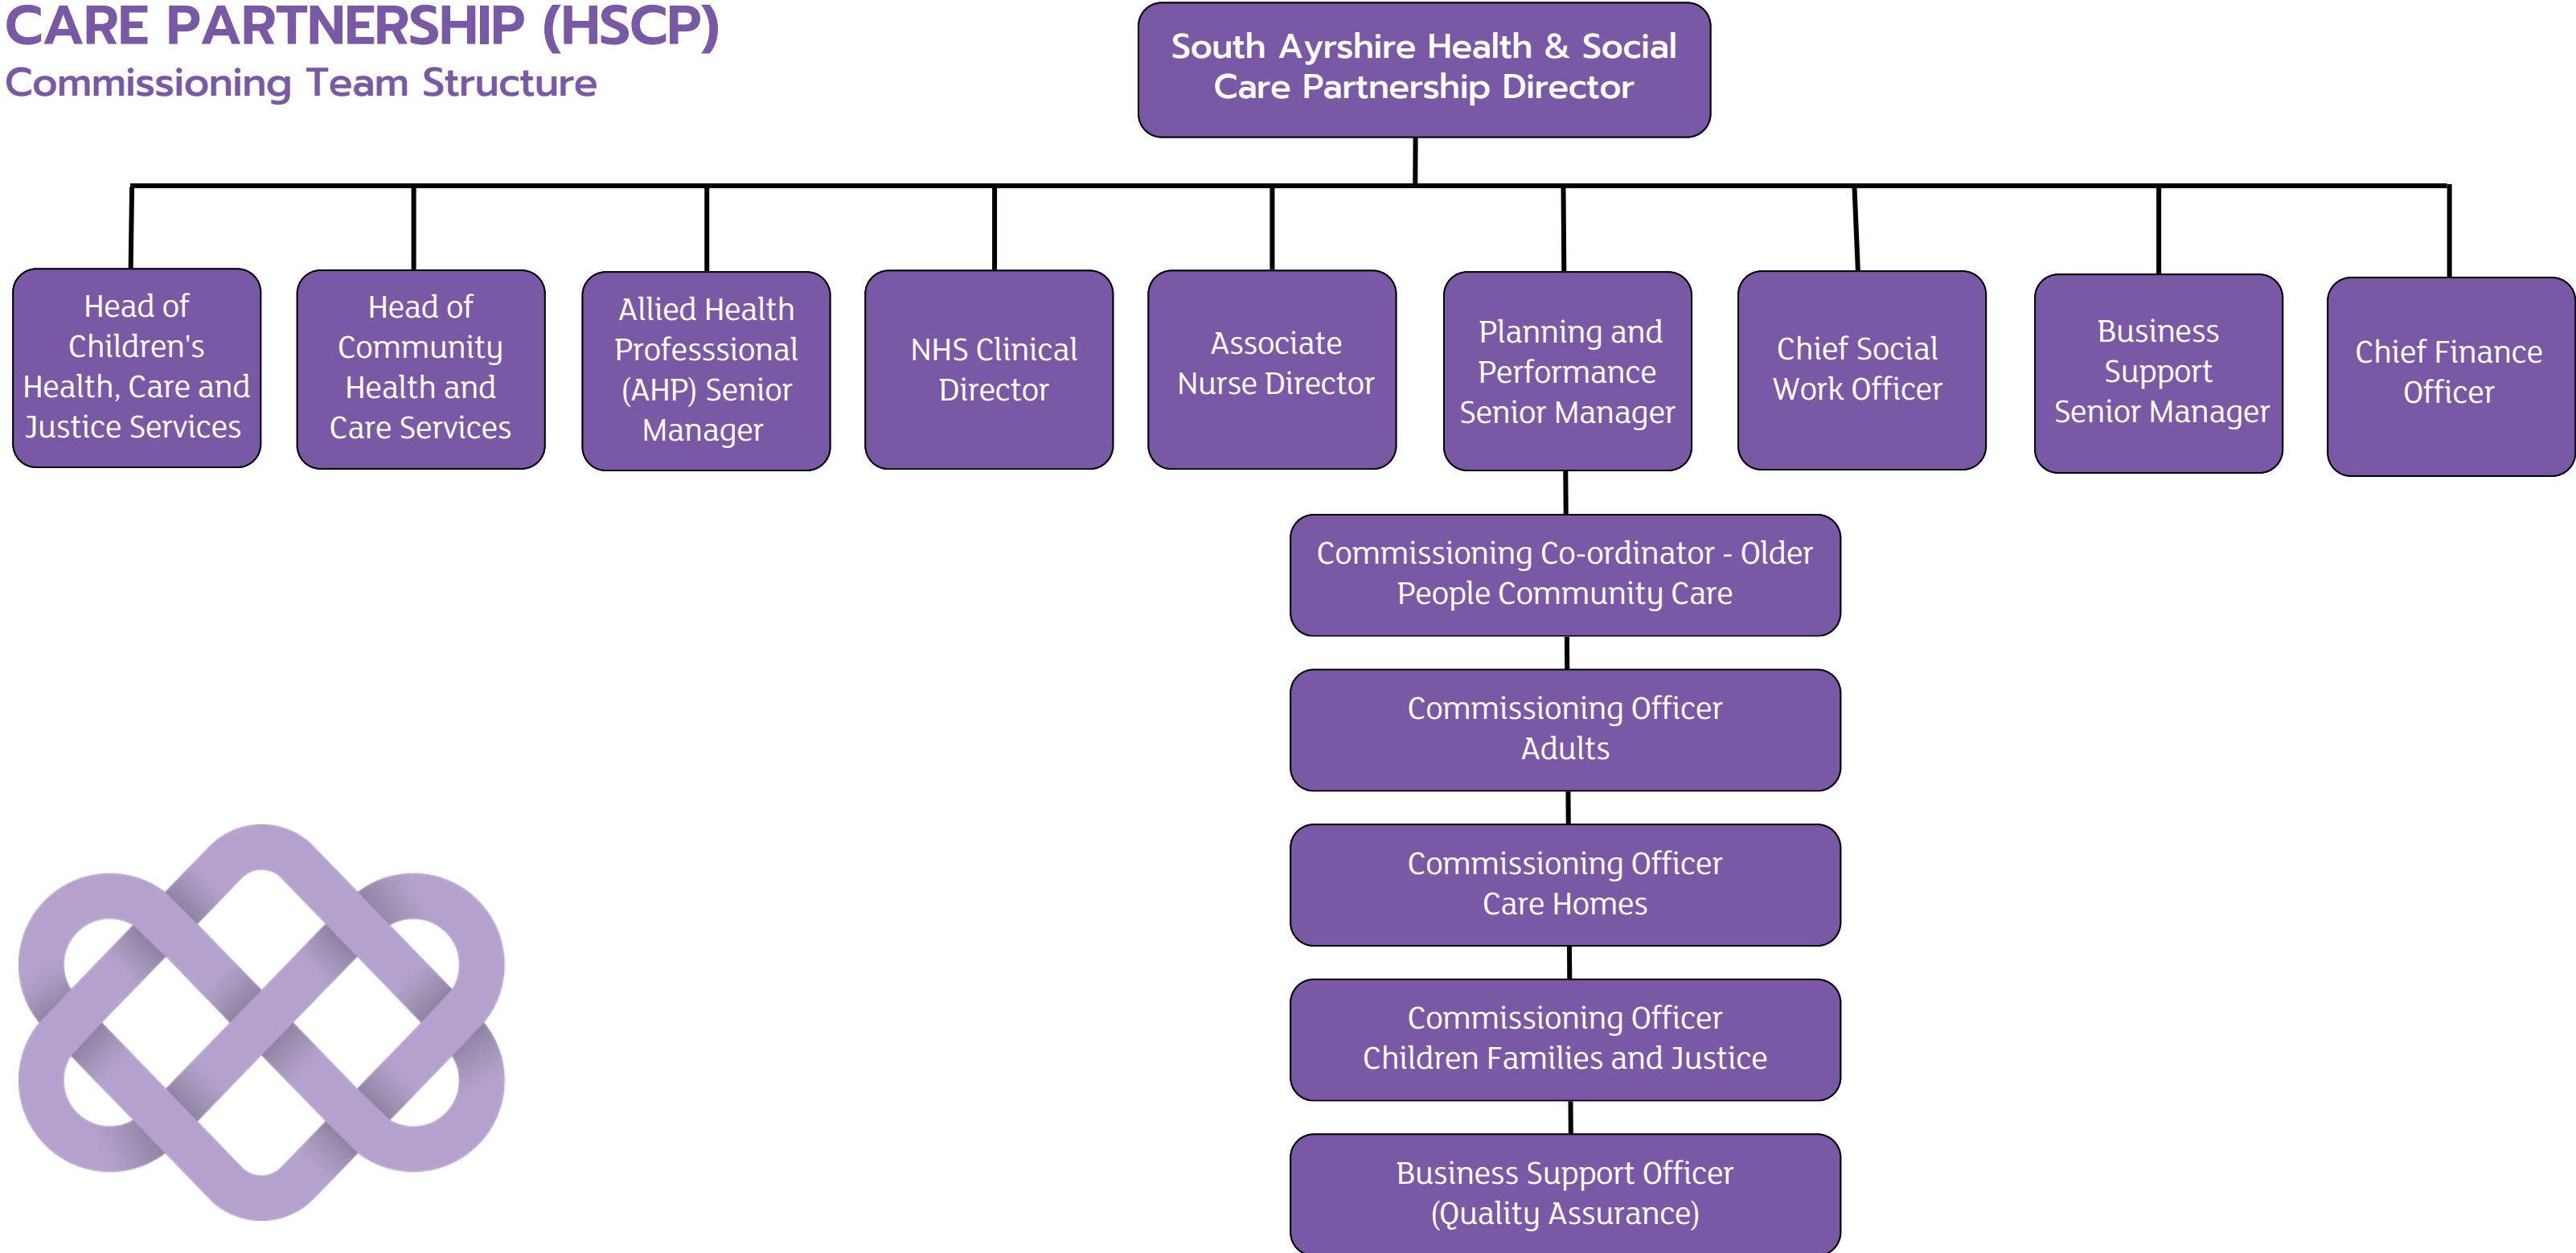 CARE PARTNERSHIP (HSCP)
Commissioning Team Structure
South Ayrshire Health & Social
Care Partnership Director
Head of
Children's
Health, Care and
Justice Services
Head of
Community
Health and
Care Services
Allied Health
Professsional
(AHP) Senior
Manager
NHS Clinical
Director
Associate
Nurse Director
Planning and
Performance
Senior Manager
Chief Social
Work Officer
Business
Support
Senior Manager
Chief Finance
Officer
Commissioning Co-ordinator - Older
People Community Care
Commissioning Officer
Adults
Commissioning Officer
Care Homes
Commissioning Officer
Children Families and Justice
Business Support Officer
(Quality Assurance)